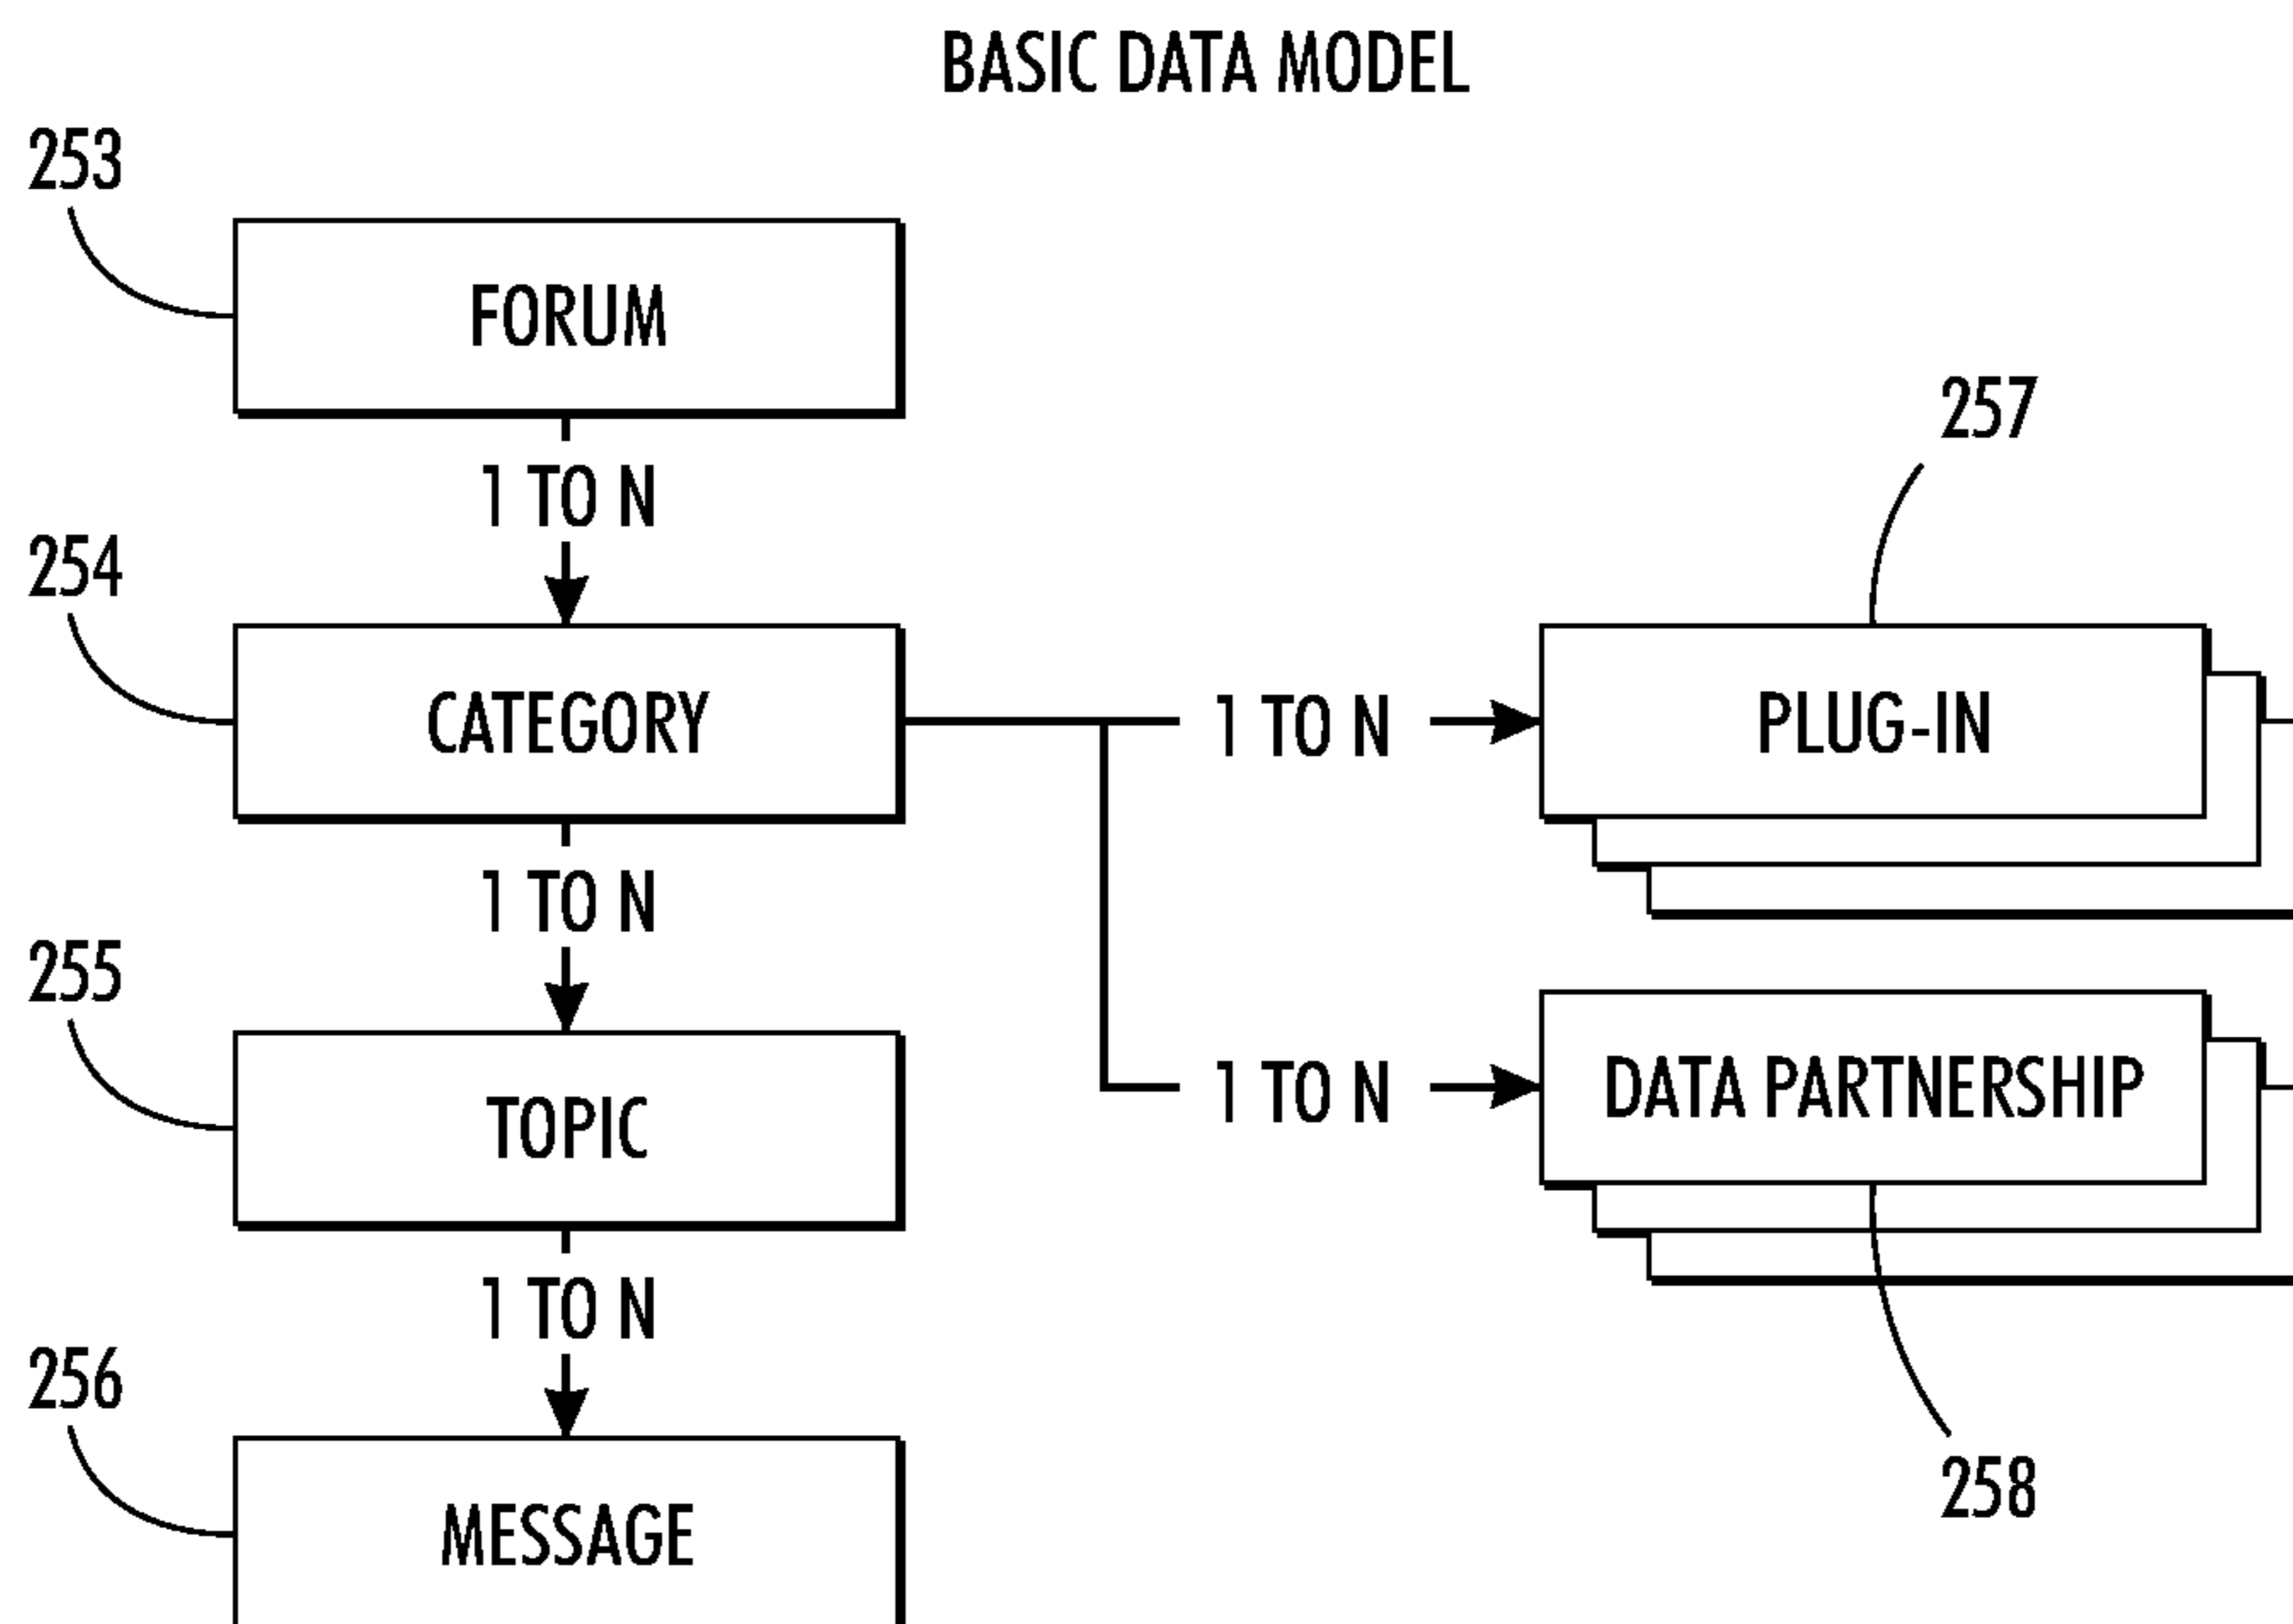 BASIC DATA MODEL
253
FORUM
1 TO N
254
CATEGORY
1 TO N
257
PLUG-IN
1 TO N
255
TOPIC
1 TO N
DATA PARTNERSHIP
258
1 TO N
256
MESSAGE